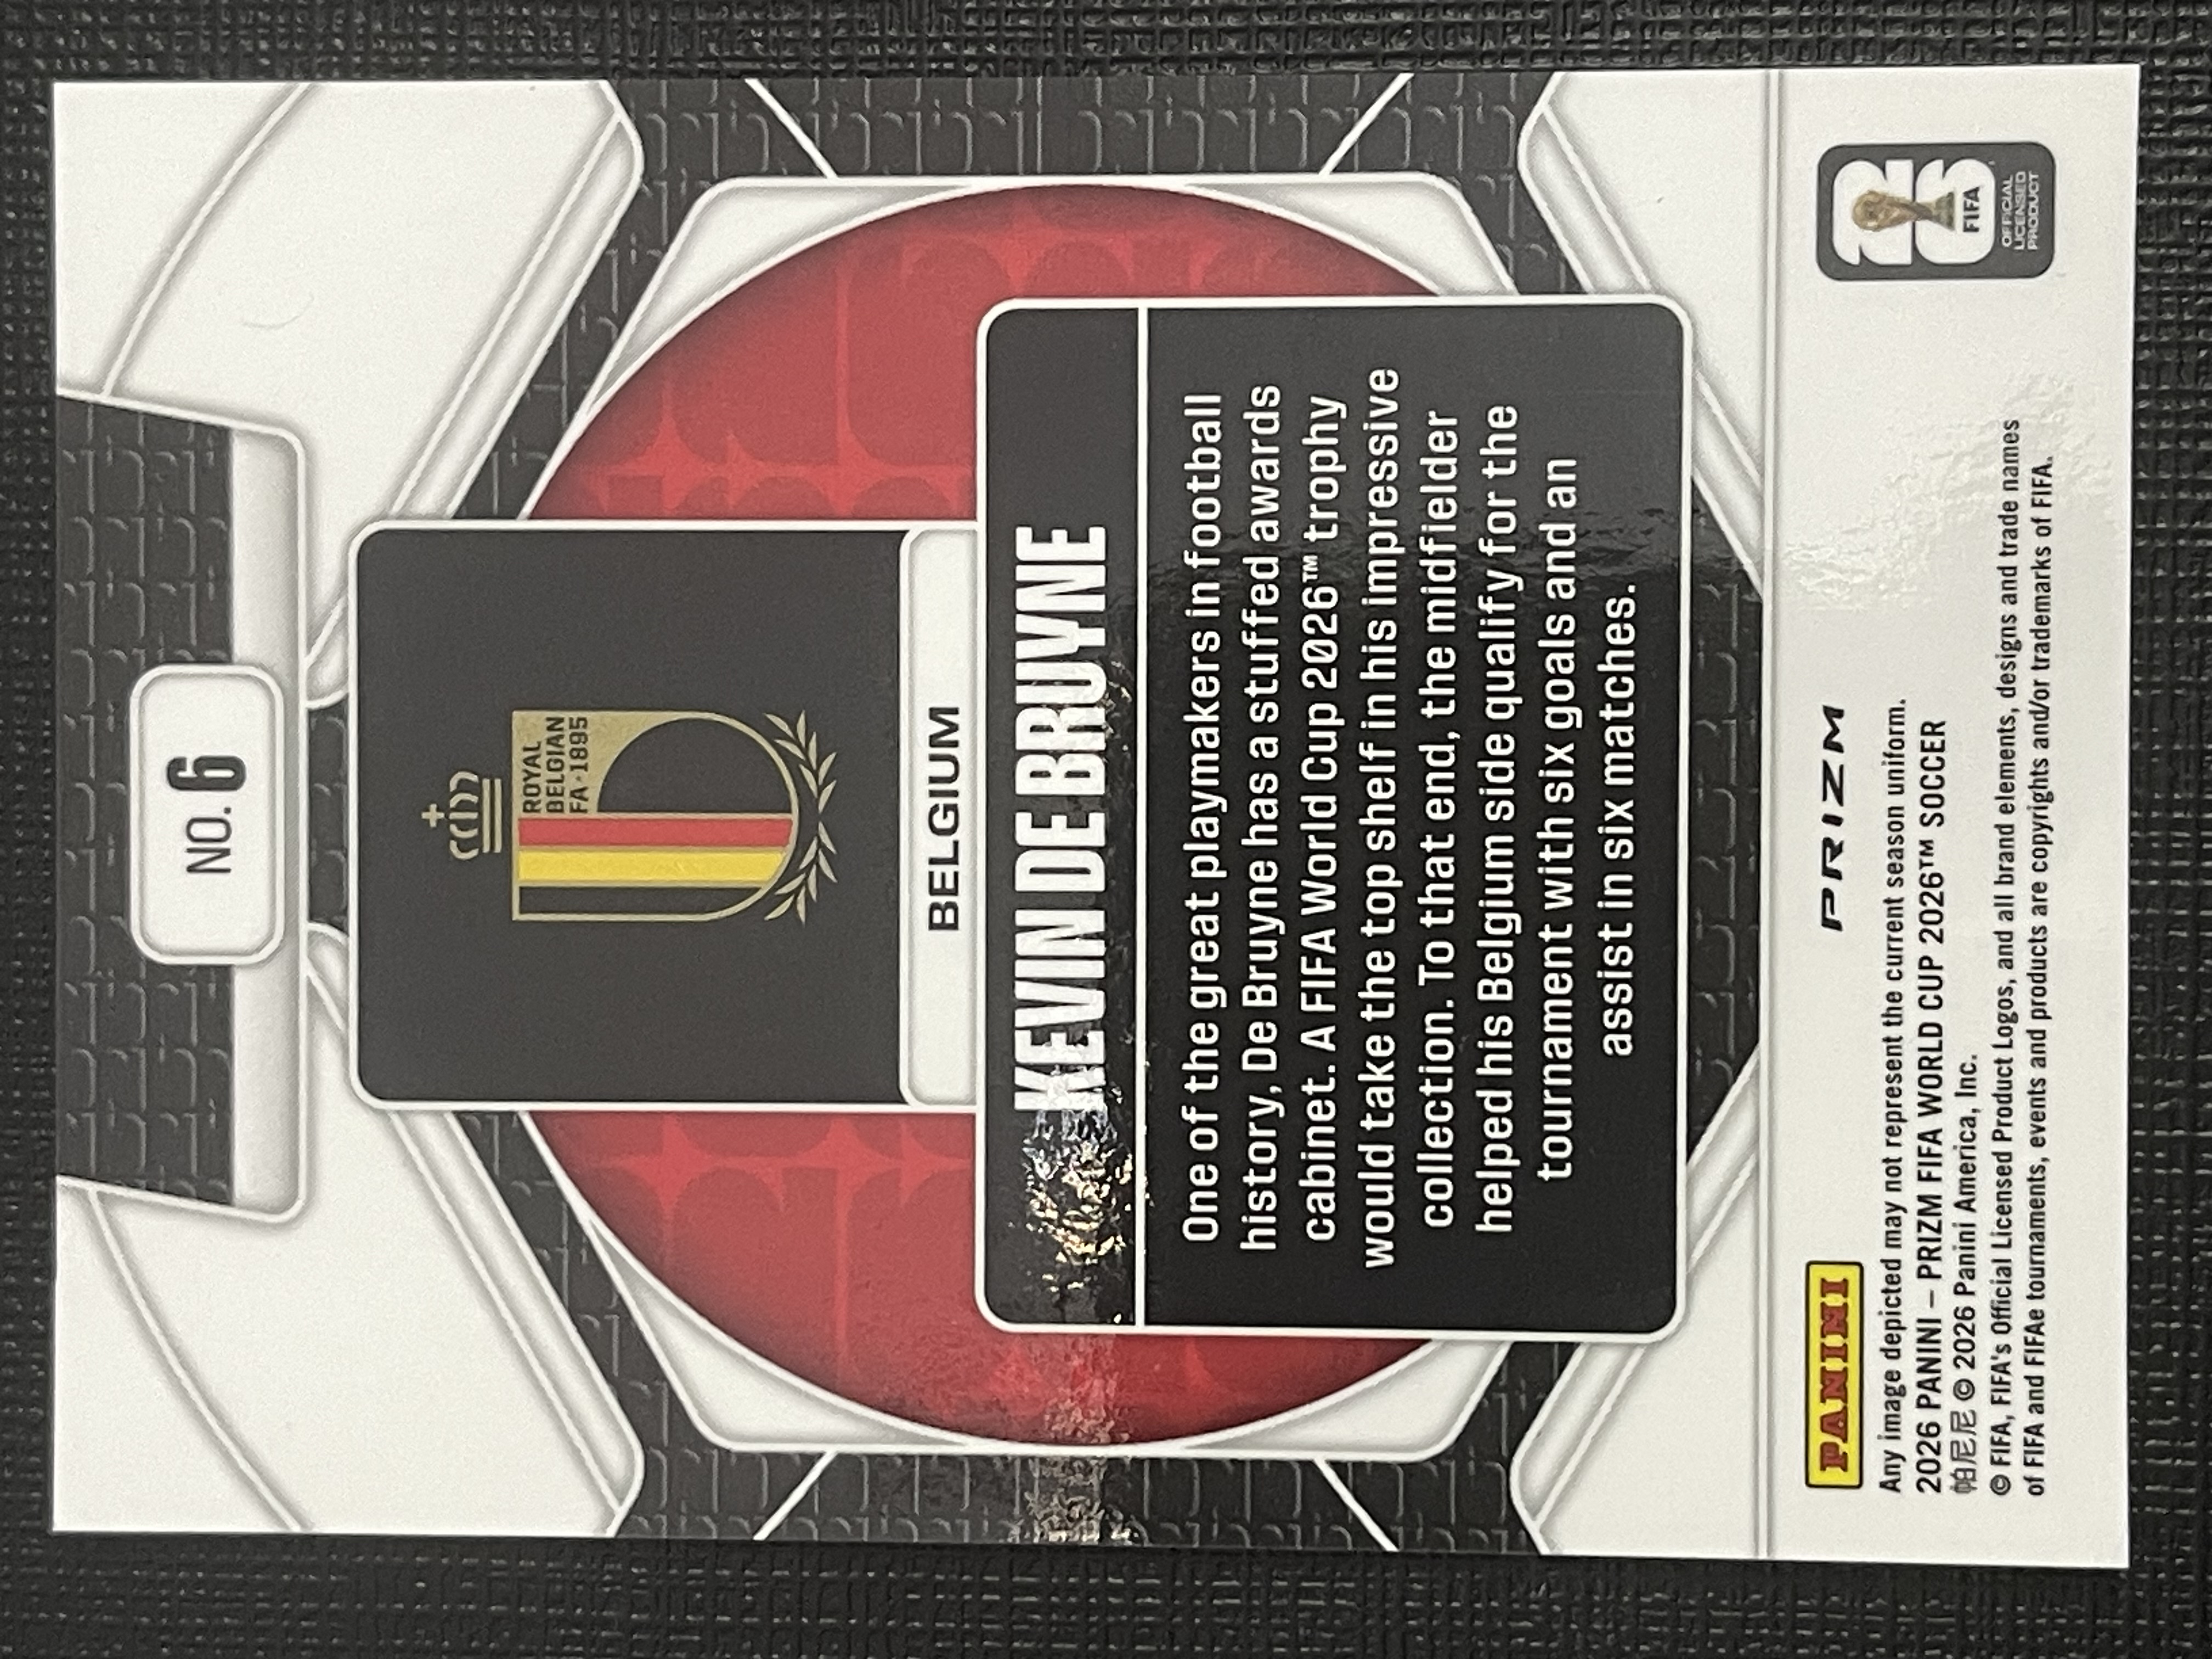 NO. 6
ROYAL
BELGIAN
FA·1895
BELGIUM
KEVIN DE BRUYNE
One of the great playmakers in football
history, De Bruyne has a stuffed awards
cabinet. A FIFA World Cup 2026™ trophy
would take the top shelf in his impressive
collection. To that end, the midfielder
helped his Belgium side qualify for the
tournament with six goals and an
assist in six matches.
PANINI
PRIZM
Any image depicted may not represent the current season uniform.
2026 PANINI – PRIZM FIFA WORLD CUP 2026™ SOCCER
帕尼尼 © 2026 Panini America, Inc.
© FIFA, FIFA's Official Licensed Product Logos, and all brand elements, designs and trade names
of FIFA and FIFAe tournaments, events and products are copyrights and/or trademarks of FIFA.
26
FIFA
OFFICIAL
LICENSED
PRODUCT